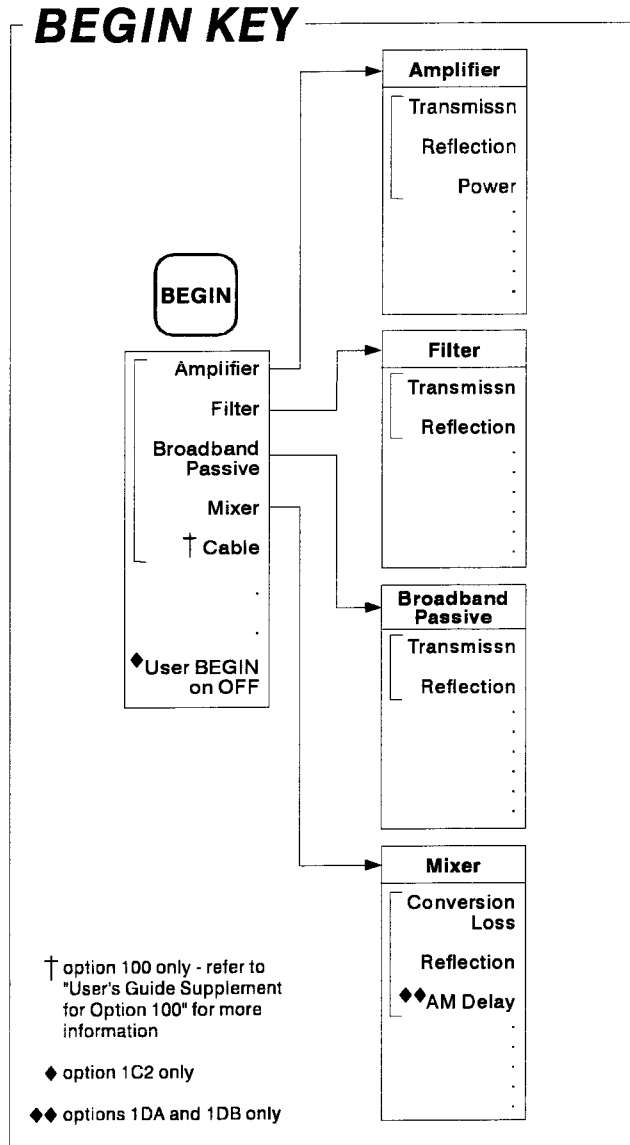 BEGIN KEY
BEGIN
Amplifier
Filter
Broadband
Passive
Mixer
† Cable
.
.
♦User BEGIN
on OFF
Amplifier
Transmissn
Reflection
Power
.
.
.
.
.
Filter
Transmissn
Reflection
.
.
.
.
.
.
Broadband
Passive
Transmissn
Reflection
.
.
.
.
.
.
Mixer
Conversion
Loss
Reflection
♦♦AM Delay
.
.
.
.
.
† option 100 only - refer to
"User's Guide Supplement
for Option 100" for more
information
♦ option 1C2 only
♦♦ options 1DA and 1DB only